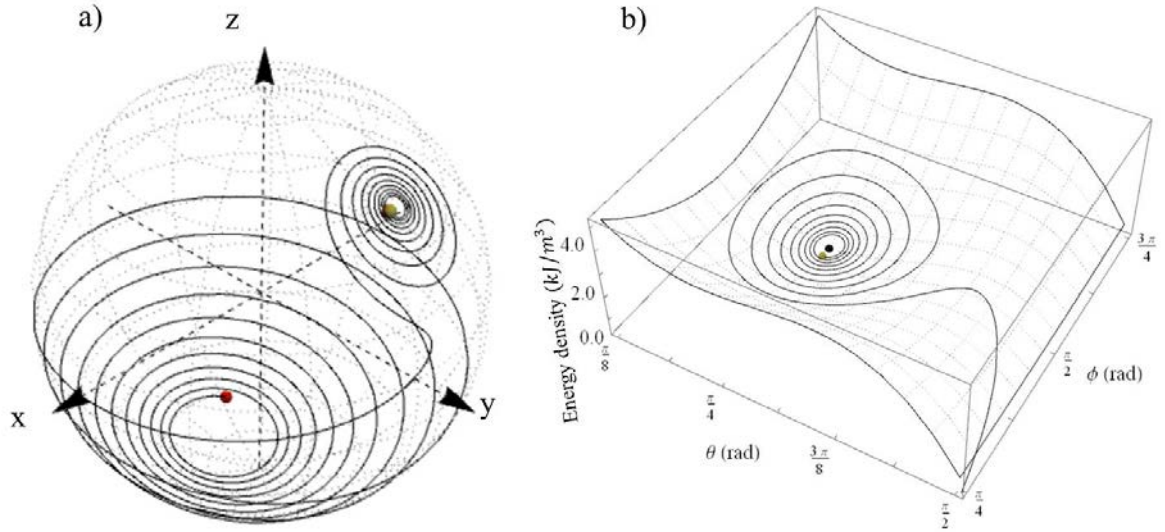 a)
z
x
y
b)
Energy density (kJ/m³)
4.0
2.0
0.0
π/8
π/4
3π/8
π/2
θ (rad)
π/4
π/2
3π/4
ϕ (rad)